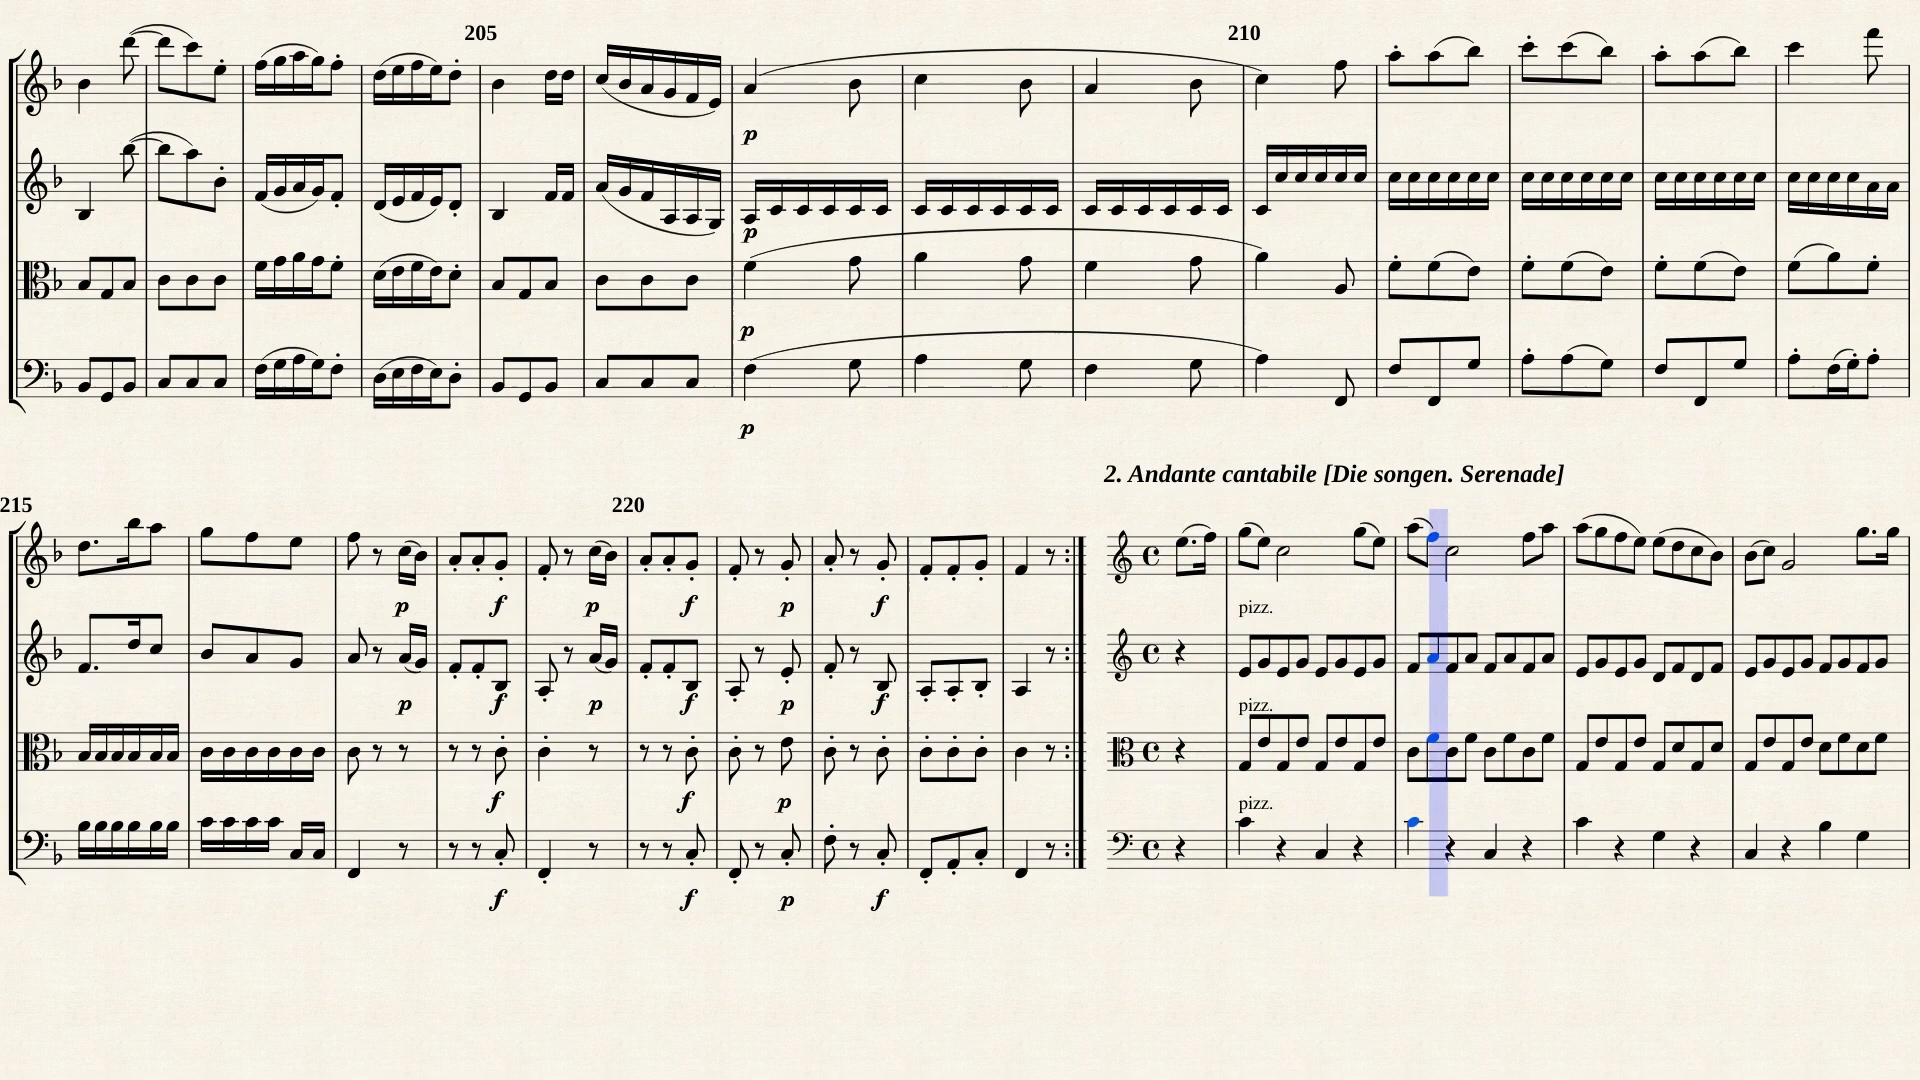 205 210
p
p
p
p
2. Andante cantabile [Die songen. Serenade]
215 220
p f p f p f
pizz.
p f p f p f
pizz.
f f p
pizz.
f f p f